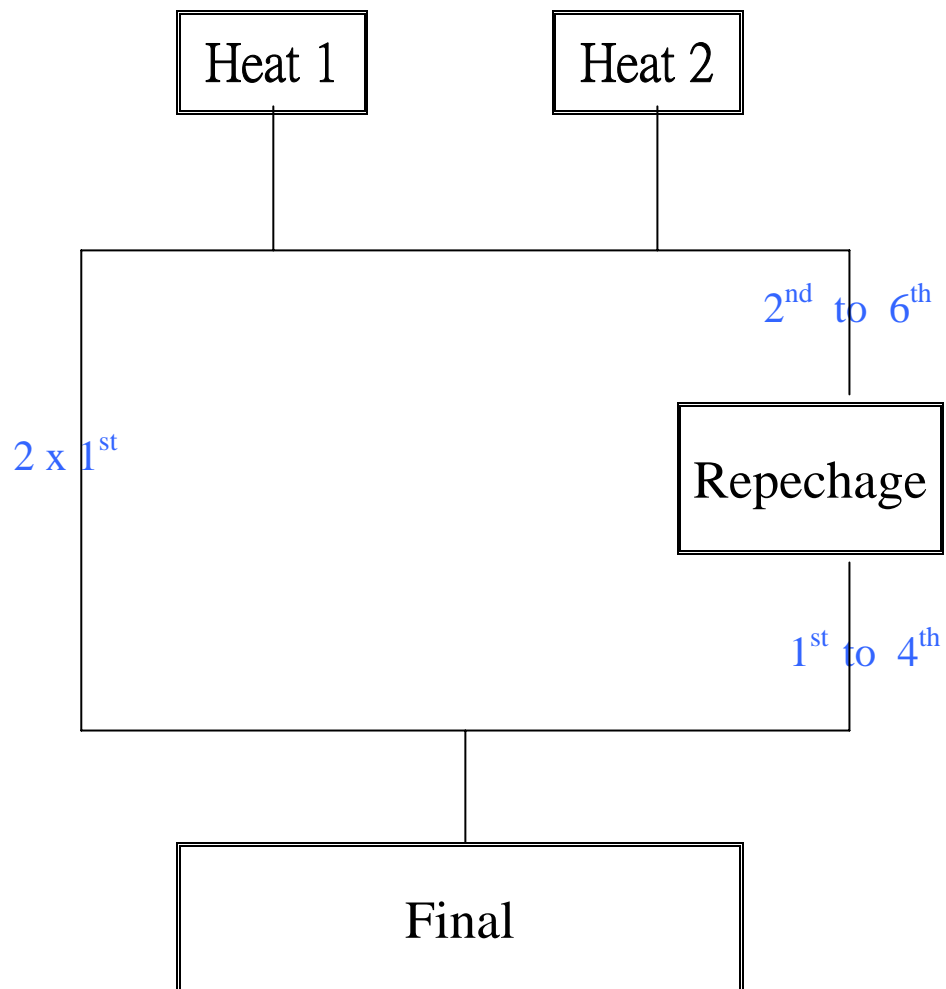 Heat 1 Heat 2
2nd to 6th
2 x 1st
Repechage
1st to 4th
Final